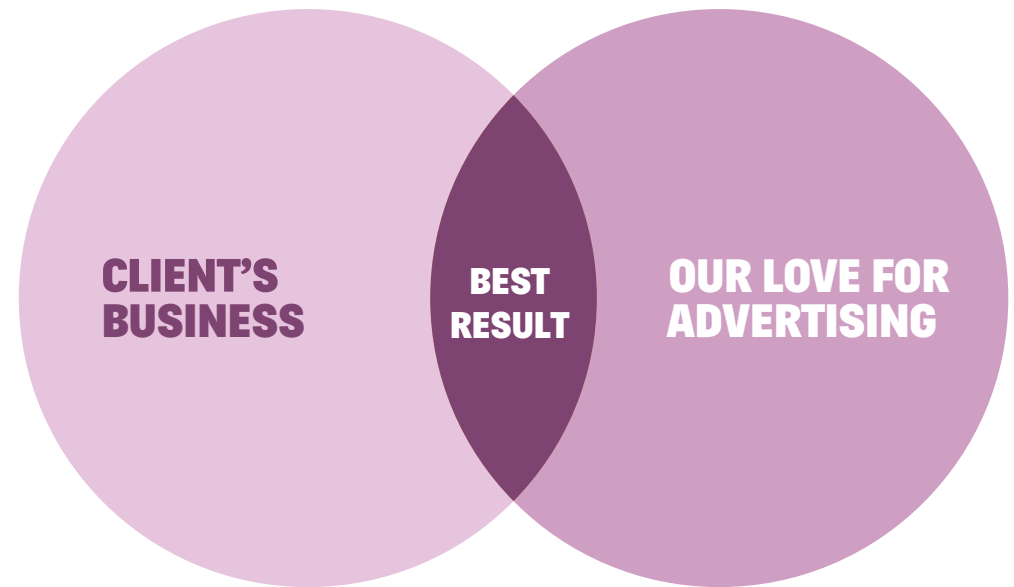 CLIENT’S
BUSINESS
BEST
RESULT
OUR LOVE FOR
ADVERTISING